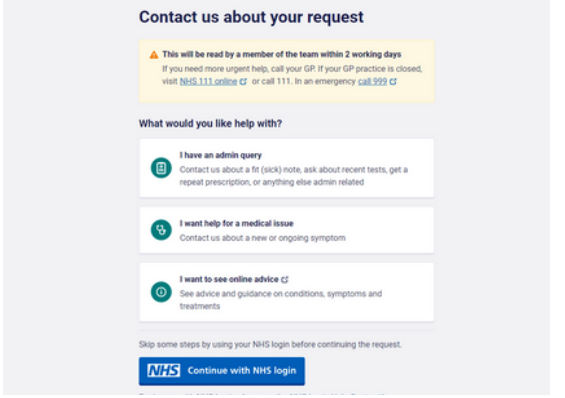 Contact us about your request
This will be read by a member of the team within 2 working days
If you need more urgent help, call your GP. If your GP practice is closed,
visit NHS 111 online or call 111. In an emergency call 999
What would you like help with?
I have an admin query
Contact us about a fit (sick) note, ask about recent tests, get a
repeat prescription, or anything else admin related
I want help for a medical issue
Contact us about a new or ongoing symptom
I want to see online advice
See advice and guidance on conditions, symptoms and
treatments
Skip some steps by using your NHS login before continuing the request.
NHS Continue with NHS login